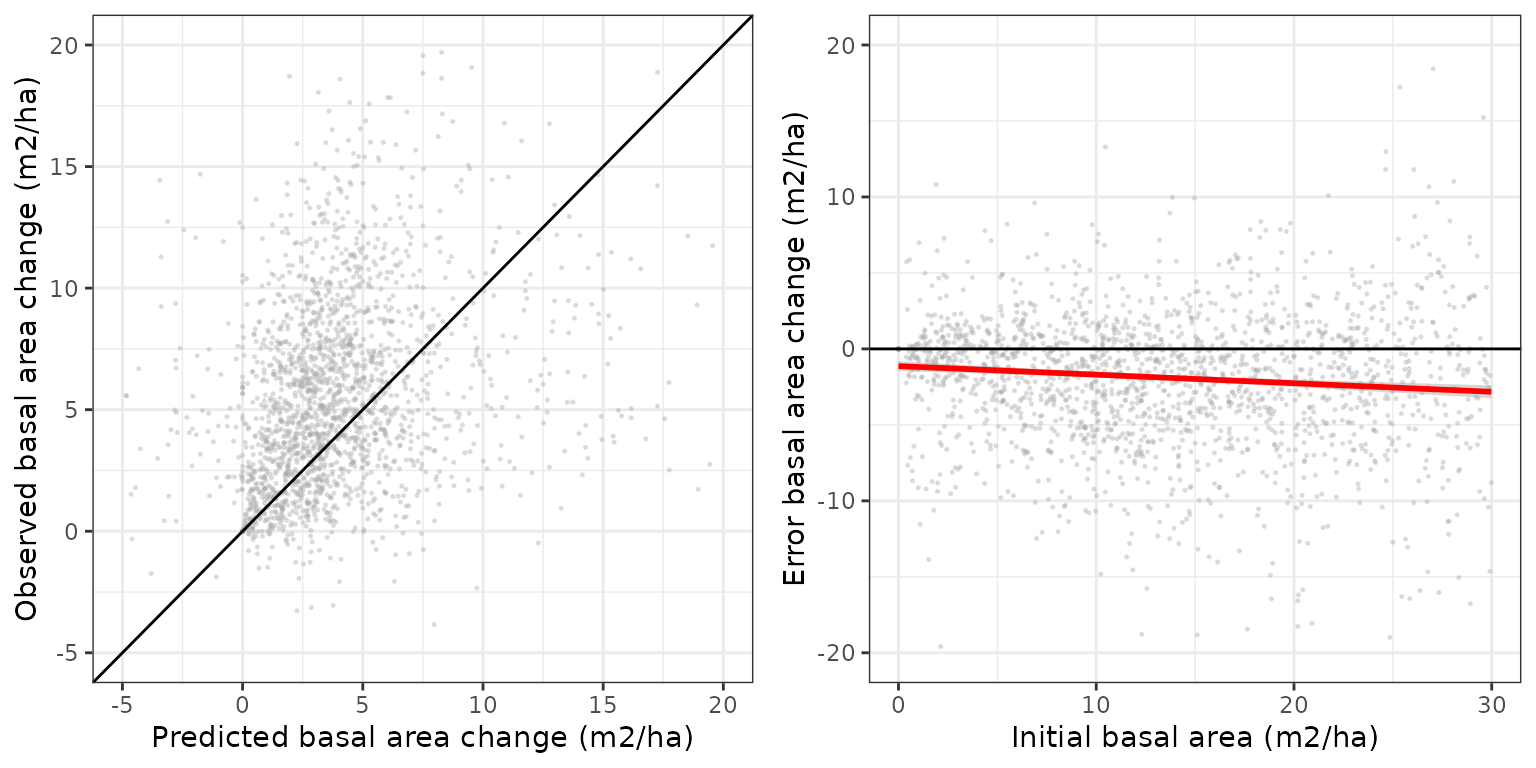 20
15
10
5
0
-5
Observed basal area change (m2/ha)
-5 0 5 10 15 20
Predicted basal area change (m2/ha)
20
10
0
-10
-20
Error basal area change (m2/ha)
0 10 20 30
Initial basal area (m2/ha)